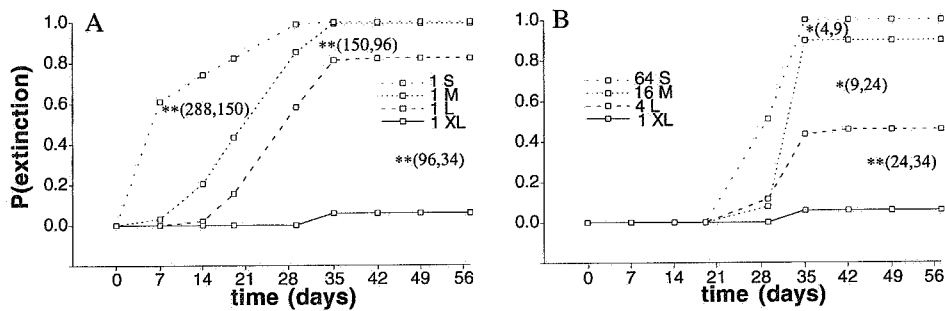 A
P(extinction)
1.0
0.8
0.6
0.4
0.2
0.0
**(288,150)
**(150,96)
1 S
1 M
1 L
1 XL
**(96,34)
0 7 14 21 28 35 42 49 56
time (days)
B
1.0
0.8
0.6
0.4
0.2
0.0
*(4,9)
64 S
16 M
4 L
1 XL
*(9,24)
**(24,34)
0 7 14 21 28 35 42 49 56
time (days)